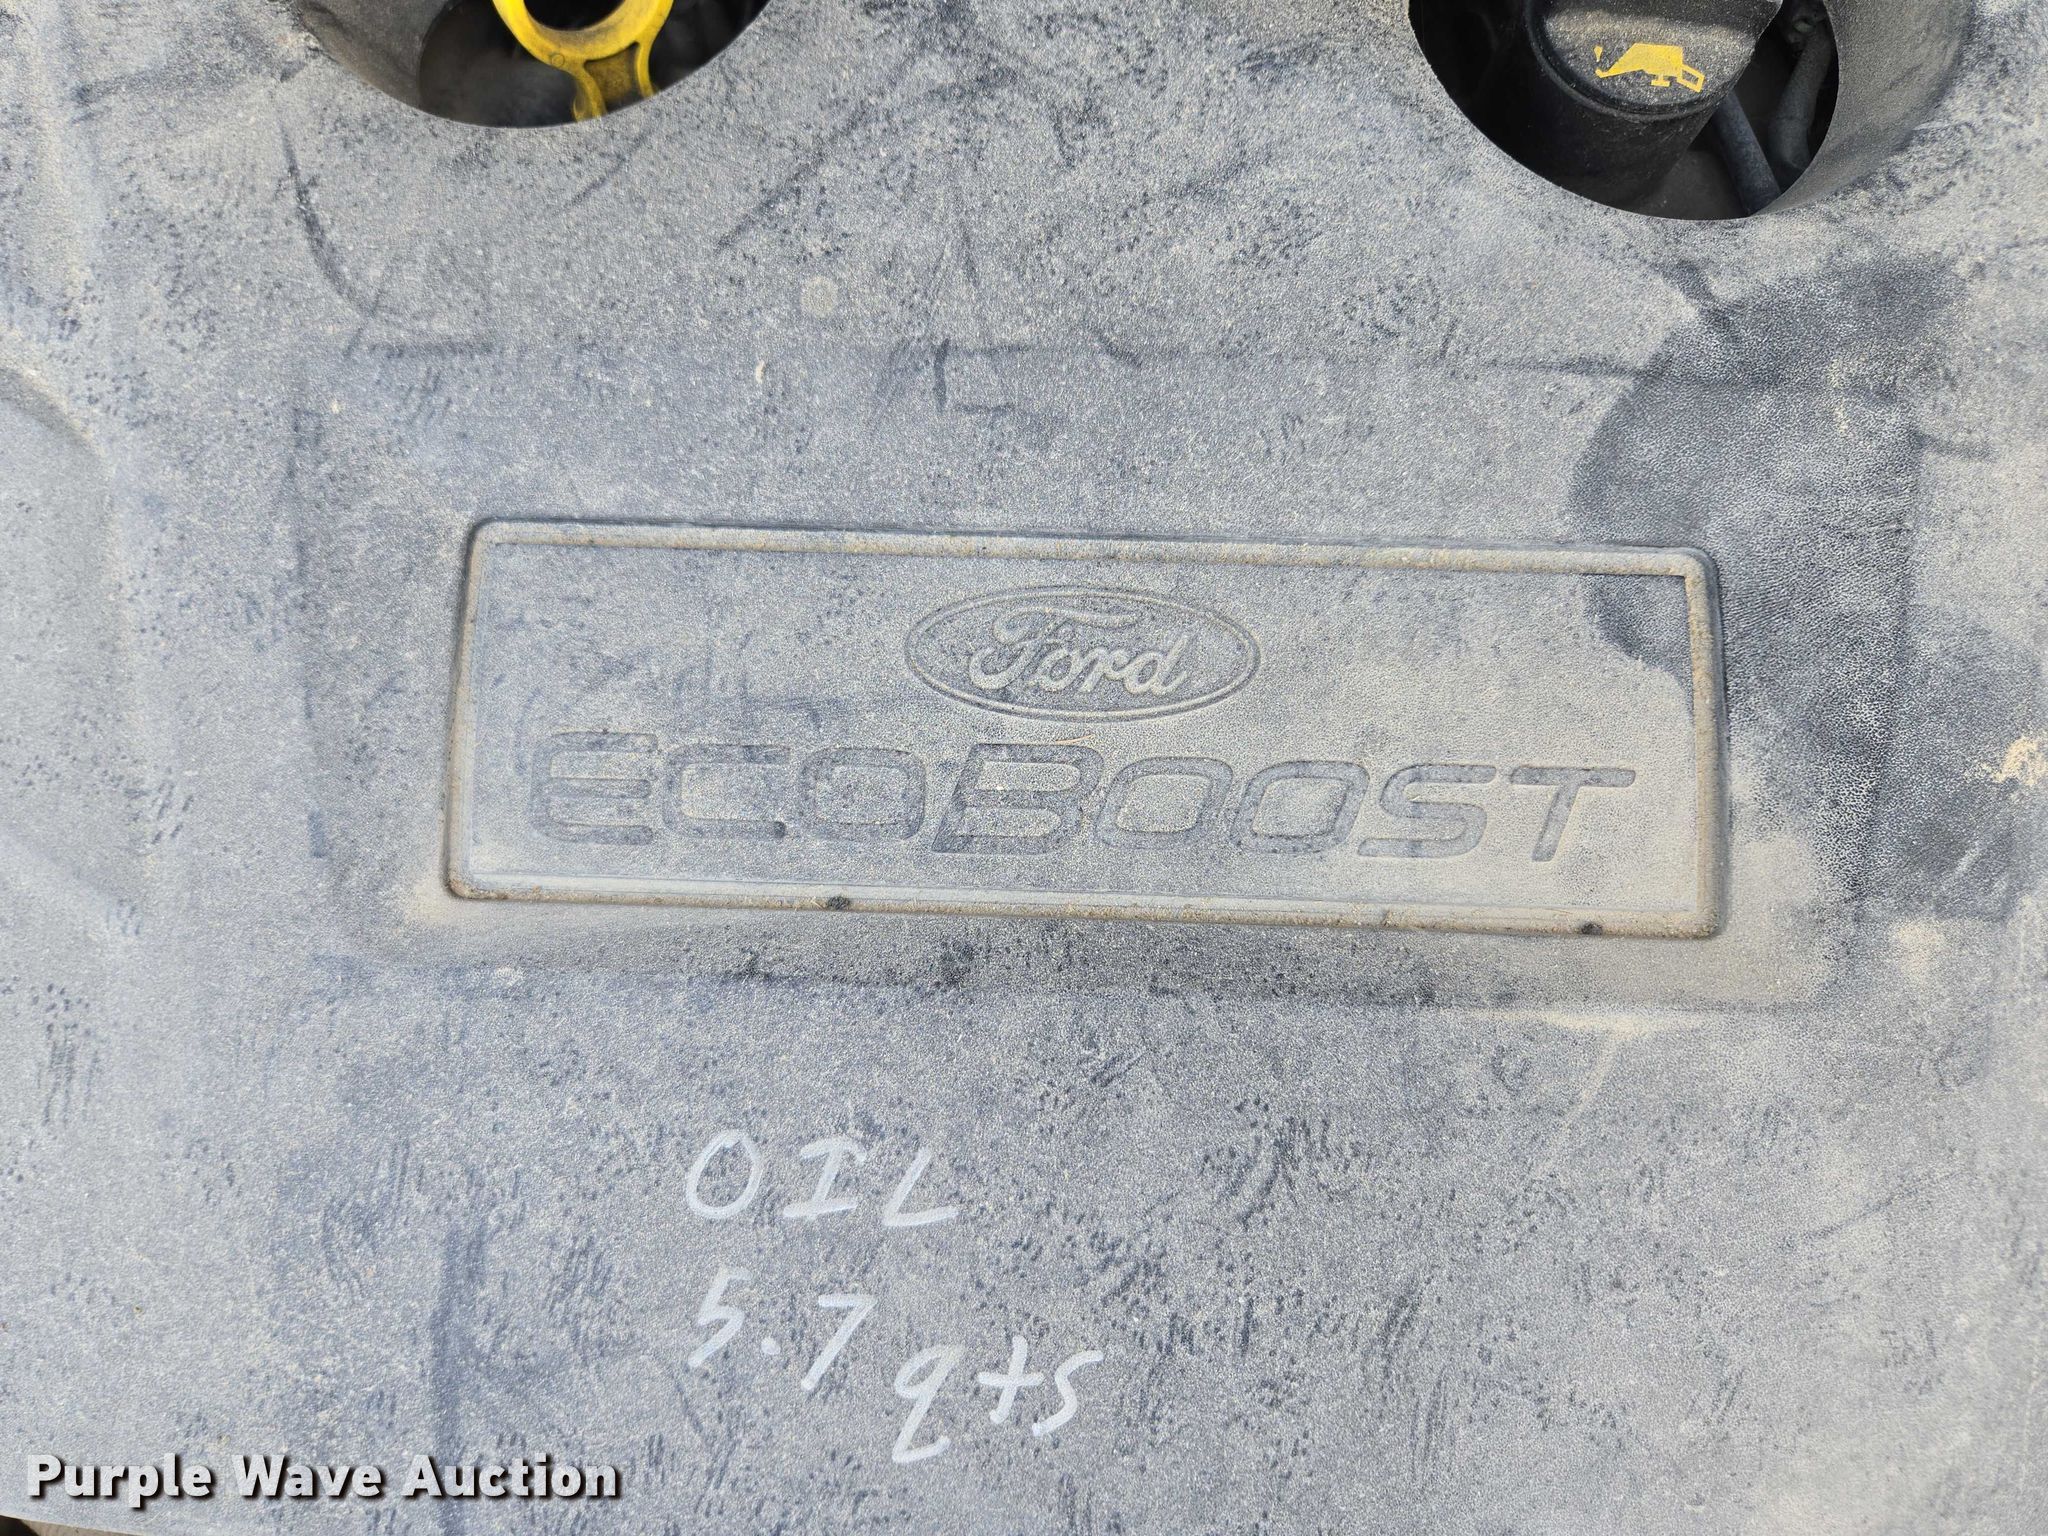 Ford
ECOBOOST
OIL
5.7 qts
Purple Wave Auction